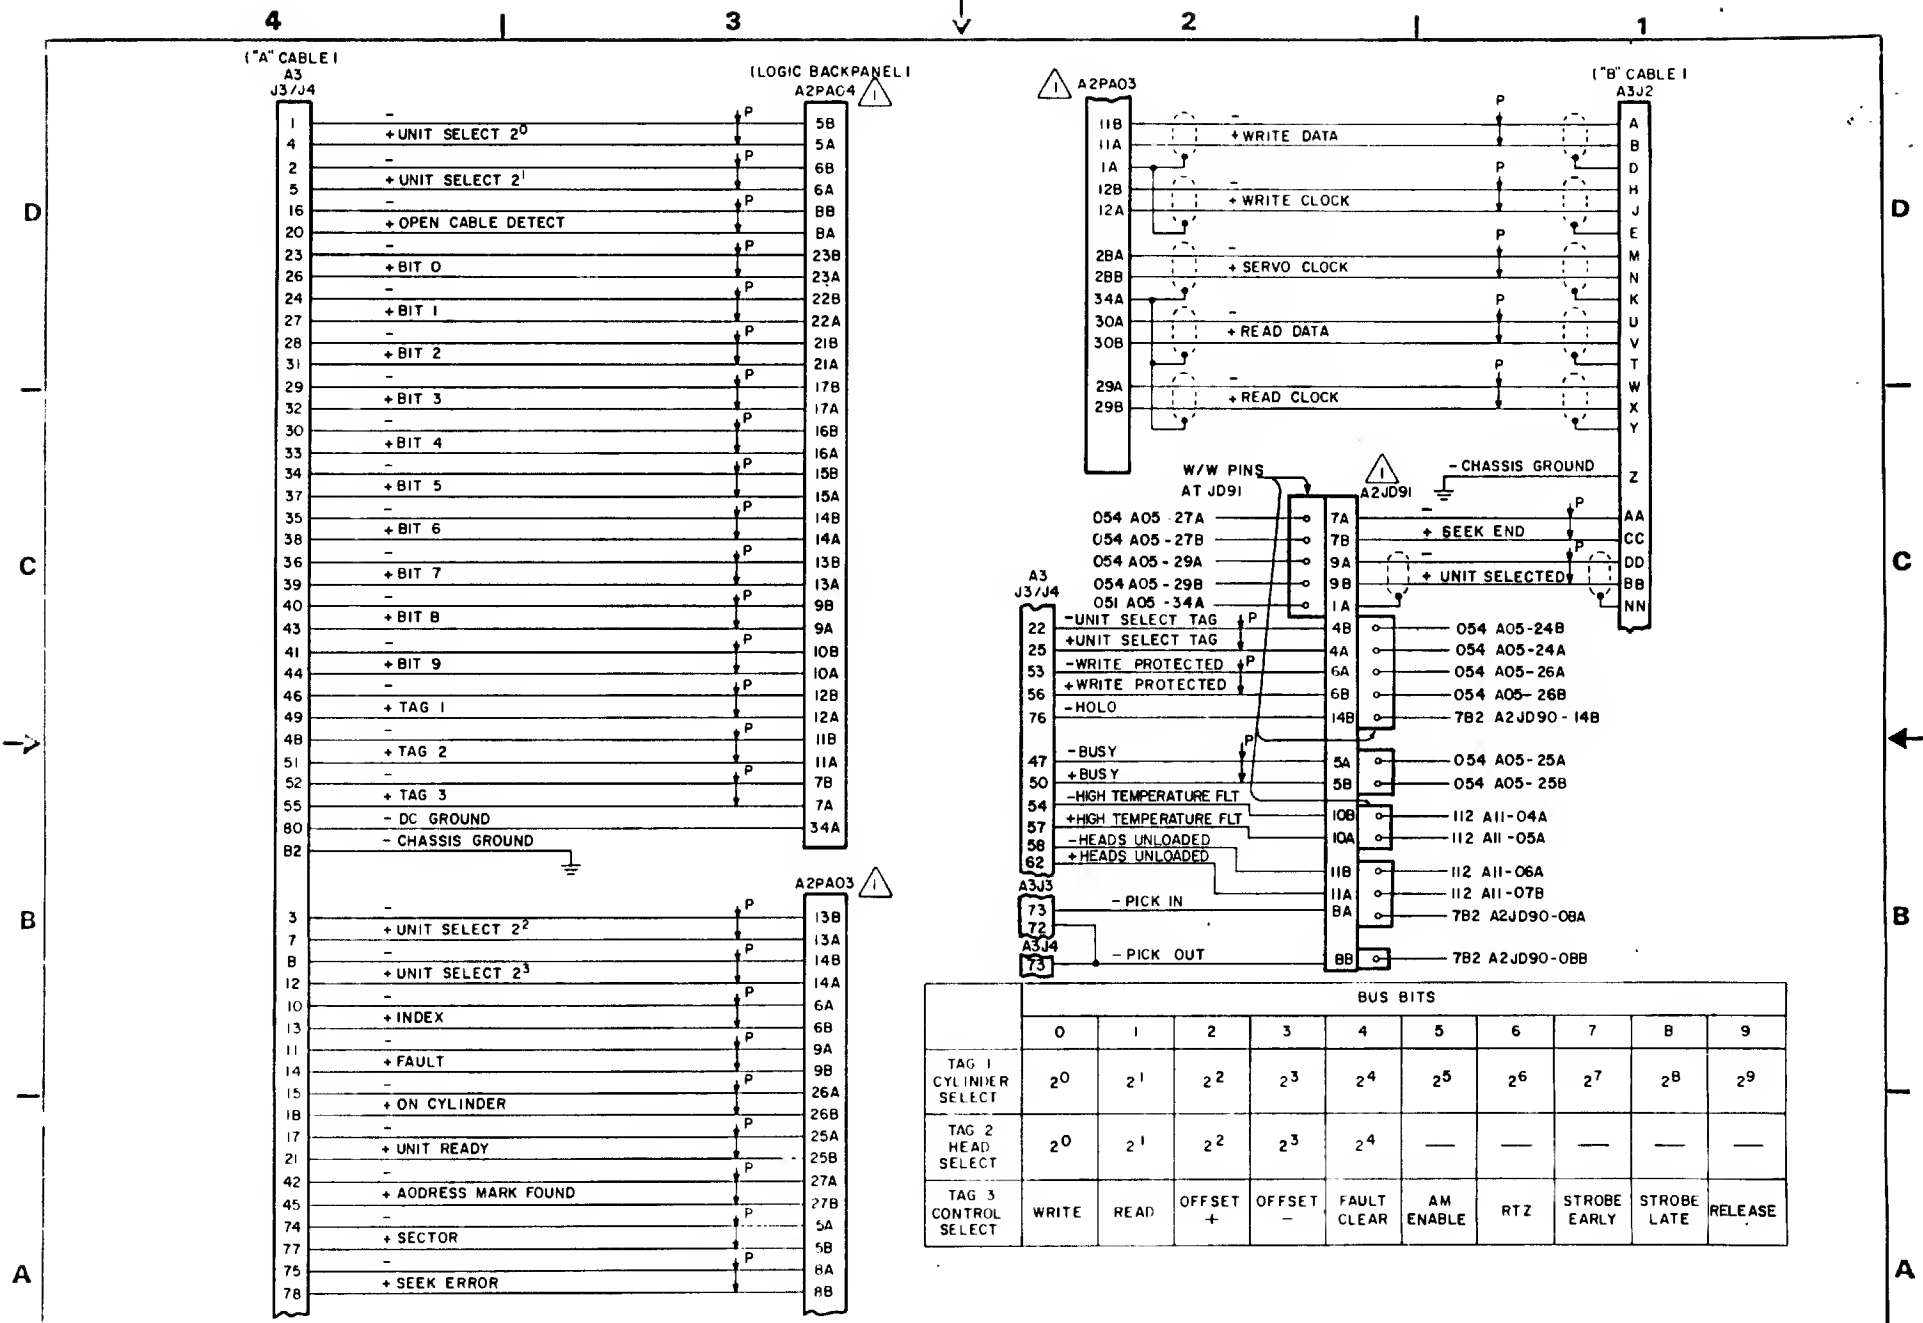 4 3 2 1
("A" CABLE)
A3
J3/J4
(LOGIC BACKPANEL)
A2PA04
1
1 - 5B
+UNIT SELECT 2⁰ P
4 5A
2 - 6B
+UNIT SELECT 2¹ P
5 6A
16 - 8B
+OPEN CABLE DETECT P
20 8A
23 - 23B
+BIT 0 P
26 23A
24 - 22B
+BIT 1 P
27 22A
28 - 21B
+BIT 2 P
31 21A
29 - 17B
+BIT 3 P
32 17A
30 - 16B
+BIT 4 P
33 16A
34 - 15B
+BIT 5 P
37 15A
35 - 14B
+BIT 6 P
38 14A
36 - 13B
+BIT 7 P
39 13A
40 - 9B
+BIT 8 P
43 9A
41 - 10B
+BIT 9 P
44 10A
46 - 12B
+ TAG 1 P
49 12A
48 - 11B
+ TAG 2 P
51 11A
52 - 7B
+ TAG 3 P
55 7A
- DC GROUND
80 34A
- CHASSIS GROUND
82
A2PA03
1
3 - 13B
+UNIT SELECT 2² P
7 13A
8 - 14B
+UNIT SELECT 2³ P
12 14A
10 - 6A
+INDEX P
13 6B
11 - 9A
+FAULT P
14 9B
15 - 26A
+ ON CYLINDER P
18 26B
17 - 25A
+ UNIT READY P
21 25B
42 - 27A
+ ADDRESS MARK FOUND P
45 27B
74 - 5A
+ SECTOR P
77 5B
75 - 8A
+ SEEK ERROR P
78 8B
1
A2PA03
("B" CABLE)
A3J2
11B - P A
+WRITE DATA
11A B
1A D
12B - P H
+ WRITE CLOCK
12A J
E
28A - P M
+ SERVO CLOCK
28B N
34A K
30A - P U
+READ DATA
30B V
T
29A - P W
+READ CLOCK
29B X
Y
- CHASSIS GROUND Z
W/W PINS
AT JD91
1
A2JD91
054 A05-27A 7A - P AA
+ SEEK END
054 A05-27B 7B CC
054 A05-29A 9A - P DD
+ UNIT SELECTED
054 A05-29B 9B BB
051 A05-34A 1A NN
A3
J3/J4
22 -UNIT SELECT TAG P 4B 054 A05-24B
25 +UNIT SELECT TAG 4A 054 A05-24A
53 -WRITE PROTECTED P 6A 054 A05-26A
56 +WRITE PROTECTED 6B 054 A05-26B
76 -HOLD 14B 782 A2JD90-14B
47 -BUSY P 5A 054 A05-25A
50 +BUSY 5B 054 A05-25B
54 -HIGH TEMPERATURE FLT 10B 112 A11-04A
57 +HIGH TEMPERATURE FLT 10A 112 A11-05A
58 -HEADS UNLOADED 11B 112 A11-06A
62 +HEADS UNLOADED 11A 112 A11-07B
A3J3
73 - PICK IN 8A 782 A2JD90-08A
72
A3J4
73 - PICK OUT 8B 782 A2JD90-08B
BUS BITS
0 1 2 3 4 5 6 7 8 9
TAG 1
CYLINDER
SELECT
2⁰ 2¹ 2² 2³ 2⁴ 2⁵ 2⁶ 2⁷ 2⁸ 2⁹
TAG 2
HEAD
SELECT
2⁰ 2¹ 2² 2³ 2⁴ — — — — —
TAG 3
CONTROL
SELECT
WRITE READ OFFSET + OFFSET - FAULT CLEAR AM ENABLE RTZ STROBE EARLY STROBE LATE RELEASE
D D
C C
B B
A A